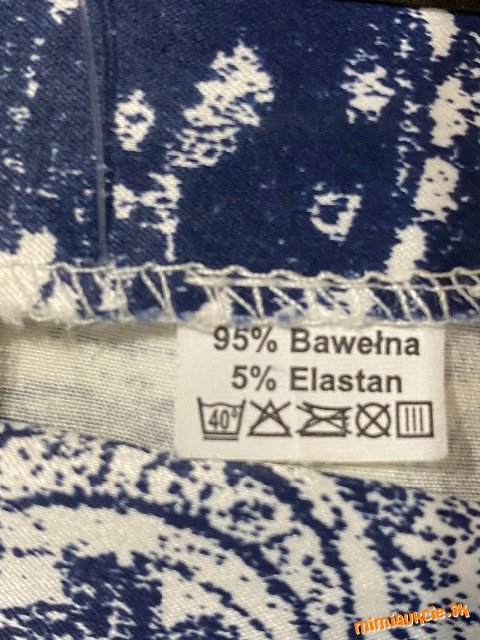 95% Bawełna
5% Elastan
40°
mimiaukcie.sk